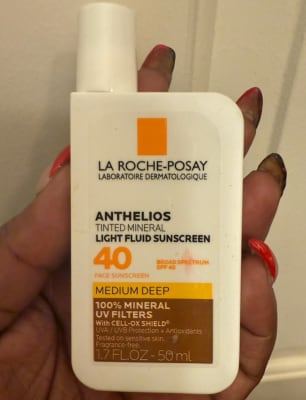 LA ROCHE-POSAY
LABORATOIRE DERMATOLOGIQUE
ANTHELIOS
TINTED MINERAL
LIGHT FLUID SUNSCREEN
40
BROAD SPECTRUM
SPF 40
FACE SUNSCREEN
MEDIUM DEEP
100% MINERAL
UV FILTERS
With CELL-OX SHIELD®
UVA / UVB Protection + Antioxidants
Tested on sensitive skin.
Fragrance-free.
1.7 FL.OZ - 50 ml